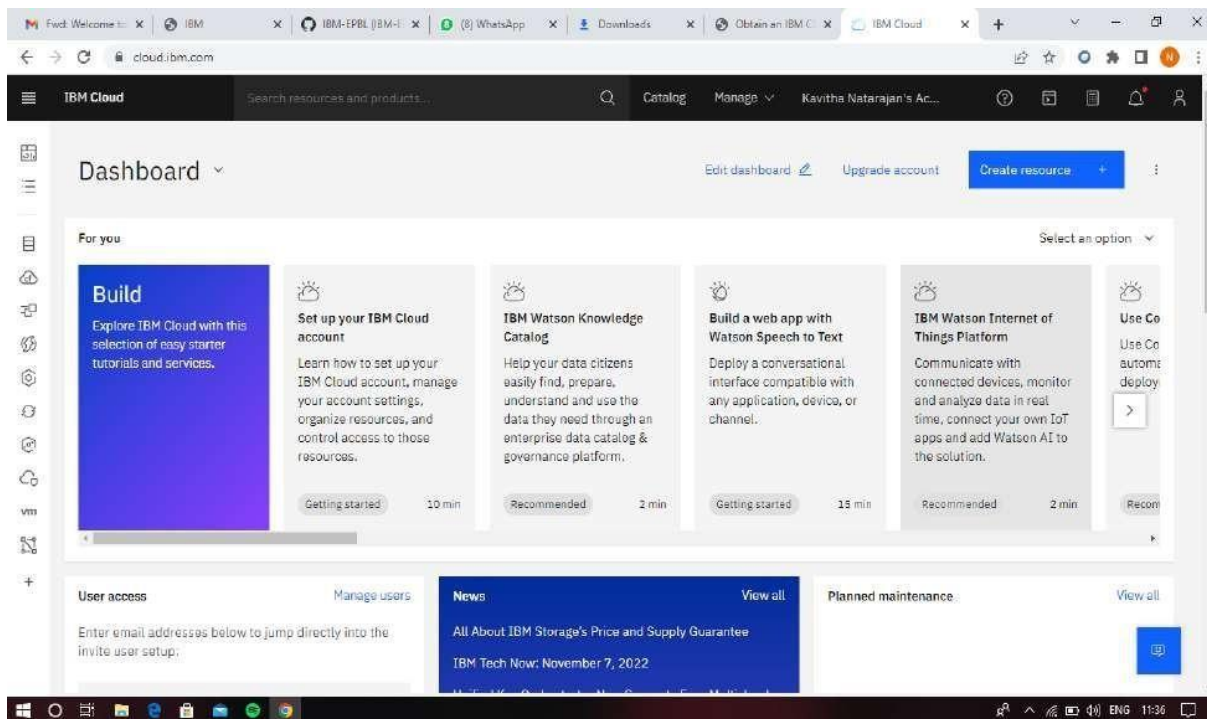 Fwd: Welcome to
IBM
IBM-EPBL (IBM-E
(8) WhatsApp
Downloads
Obtain an IBM C
IBM Cloud
cloud.ibm.com
N
IBM Cloud
Search resources and products...
Catalog
Manage
Kavitha Natarajan's Ac...
Dashboard
Edit dashboard
Upgrade account
Create resource +
For you
Select an option
Build
Explore IBM Cloud with this
selection of easy starter
tutorials and services.
Set up your IBM Cloud
account
Learn how to set up your
IBM Cloud account, manage
your account settings,
organize resources, and
control access to those
resources.
Getting started 10 min
IBM Watson Knowledge
Catalog
Help your data citizens
easily find, prepare,
understand and use the
data they need through an
enterprise data catalog &
governance platform.
Recommended 2 min
Build a web app with
Watson Speech to Text
Deploy a conversational
interface compatible with
any application, device, or
channel.
Getting started 15 min
IBM Watson Internet of
Things Platform
Communicate with
connected devices, monitor
and analyze data in real
time, connect your own IoT
apps and add Watson AI to
the solution.
Recommended 2 min
Use Co
Use Co
automa
deploy
Recom
vm
User access
Manage users
Enter email addresses below to jump directly into the
invite user setup:
News
View all
All About IBM Storage's Price and Supply Guarantee
IBM Tech Now: November 7, 2022
Planned maintenance
View all
ENG 11:36